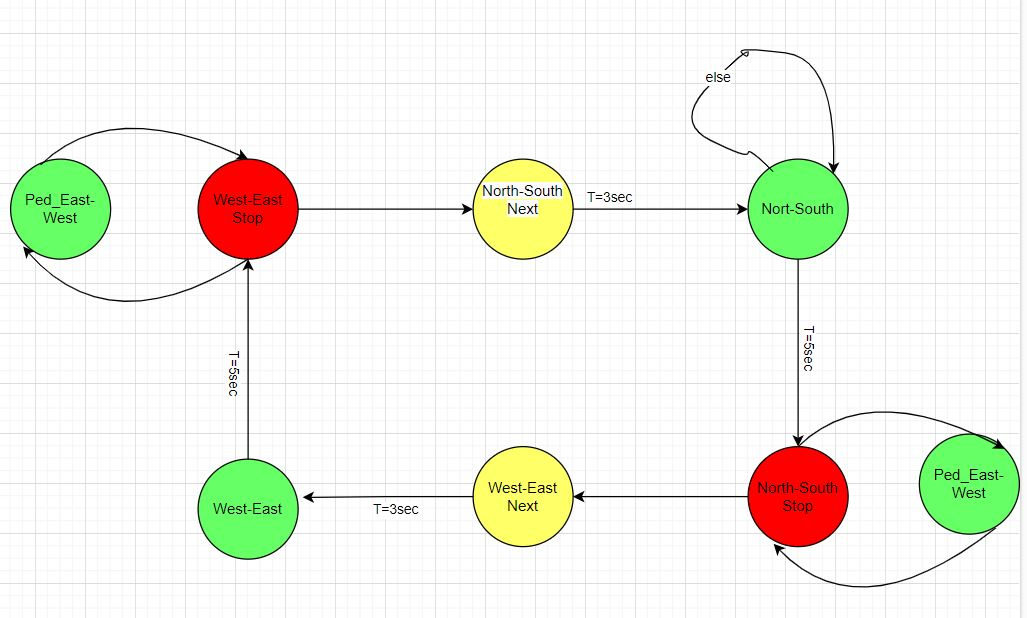 else
Ped_East-
West
West-East
Stop
North-South
Next
T=3sec
Nort-South
T=5sec
T=5sec
West-East
T=3sec
West-East
Next
North-South
Stop
Ped_East-
West